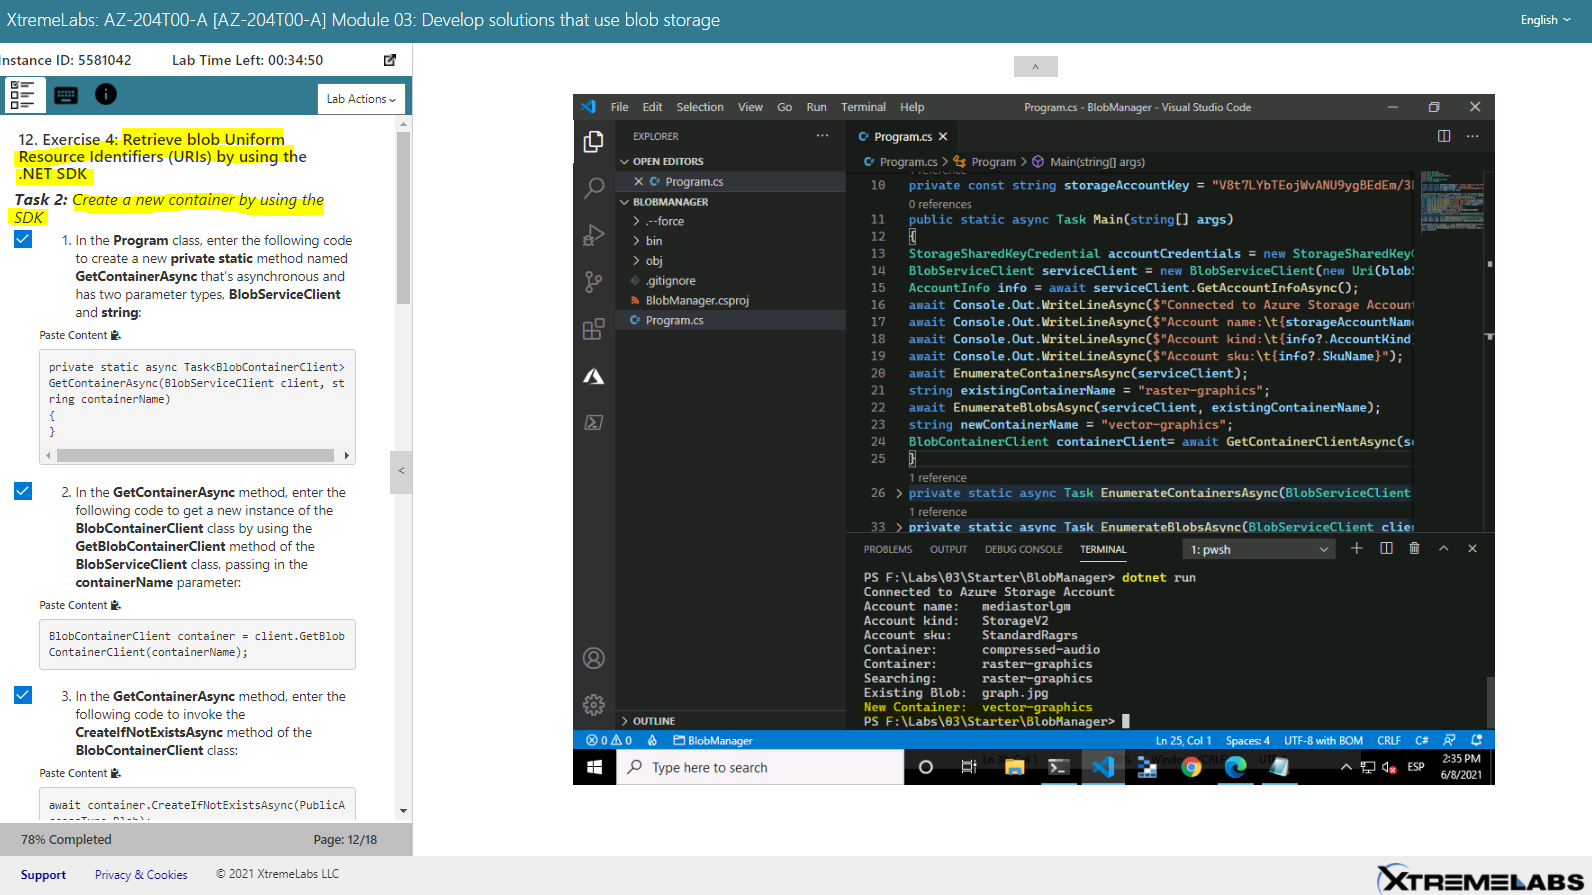 XtremeLabs: AZ-204T00-A [AZ-204T00-A] Module 03: Develop solutions that use blob storage
English
nstance ID: 5581042
Lab Time Left: 00:34:50
Lab Actions
12. Exercise 4: Retrieve blob Uniform
Resource Identifiers (URIs) by using the
.NET SDK
Task 2: Create a new container by using the
SDK
1. In the Program class, enter the following code
to create a new private static method named
GetContainerAsync that's asynchronous and
has two parameter types, BlobServiceClient
and string:
Paste Content
private static async Task<BlobContainerClient>
GetContainerAsync(BlobServiceClient client, st
ring containerName)
{
}
2. In the GetContainerAsync method, enter the
following code to get a new instance of the
BlobContainerClient class by using the
GetBlobContainerClient method of the
BlobServiceClient class, passing in the
containerName parameter:
Paste Content
BlobContainerClient container = client.GetBlob
ContainerClient(containerName);
3. In the GetContainerAsync method, enter the
following code to invoke the
CreateIfNotExistsAsync method of the
BlobContainerClient class:
Paste Content
await container.CreateIfNotExistsAsync(PublicA
78% Completed
Page: 12/18
Support
Privacy & Cookies
© 2021 XtremeLabs LLC
XTREMELABS
File Edit Selection View Go Run Terminal Help
Program.cs - BlobManager - Visual Studio Code
EXPLORER
OPEN EDITORS
Program.cs
BLOBMANAGER
.--force
bin
obj
.gitignore
BlobManager.csproj
Program.cs
OUTLINE
Program.cs
Program.cs > Program > Main(string[] args)
10 private const string storageAccountKey = "V8t7LYbTEojWvANU9ygBEdEm/3
0 references
11 public static async Task Main(string[] args)
12 {
13 StorageSharedKeyCredential accountCredentials = new StorageSharedKey
14 BlobServiceClient serviceClient = new BlobServiceClient(new Uri(blob
15 AccountInfo info = await serviceClient.GetAccountInfoAsync();
16 await Console.Out.WriteLineAsync($"Connected to Azure Storage Account
17 await Console.Out.WriteLineAsync($"Account name:\t{storageAccountName
18 await Console.Out.WriteLineAsync($"Account kind:\t{info?.AccountKind
19 await Console.Out.WriteLineAsync($"Account sku:\t{info?.SkuName}");
20 await EnumerateContainersAsync(serviceClient);
21 string existingContainerName = "raster-graphics";
22 await EnumerateBlobsAsync(serviceClient, existingContainerName);
23 string newContainerName = "vector-graphics";
24 BlobContainerClient containerClient= await GetContainerClientAsync(se
25 }
1 reference
26 private static async Task EnumerateContainersAsync(BlobServiceClient
1 reference
33 private static async Task EnumerateBlobsAsync(BlobServiceClient clie
PROBLEMS OUTPUT DEBUG CONSOLE TERMINAL
1: pwsh
PS F:\Labs\03\Starter\BlobManager> dotnet run
Connected to Azure Storage Account
Account name: mediastorlgm
Account kind: StorageV2
Account sku: StandardRagrs
Container: compressed-audio
Container: raster-graphics
Searching: raster-graphics
Existing Blob: graph.jpg
New Container: vector-graphics
PS F:\Labs\03\Starter\BlobManager>
0 0
BlobManager
Ln 25, Col 1 Spaces: 4 UTF-8 with BOM CRLF C#
Type here to search
ESP
2:35 PM
6/8/2021